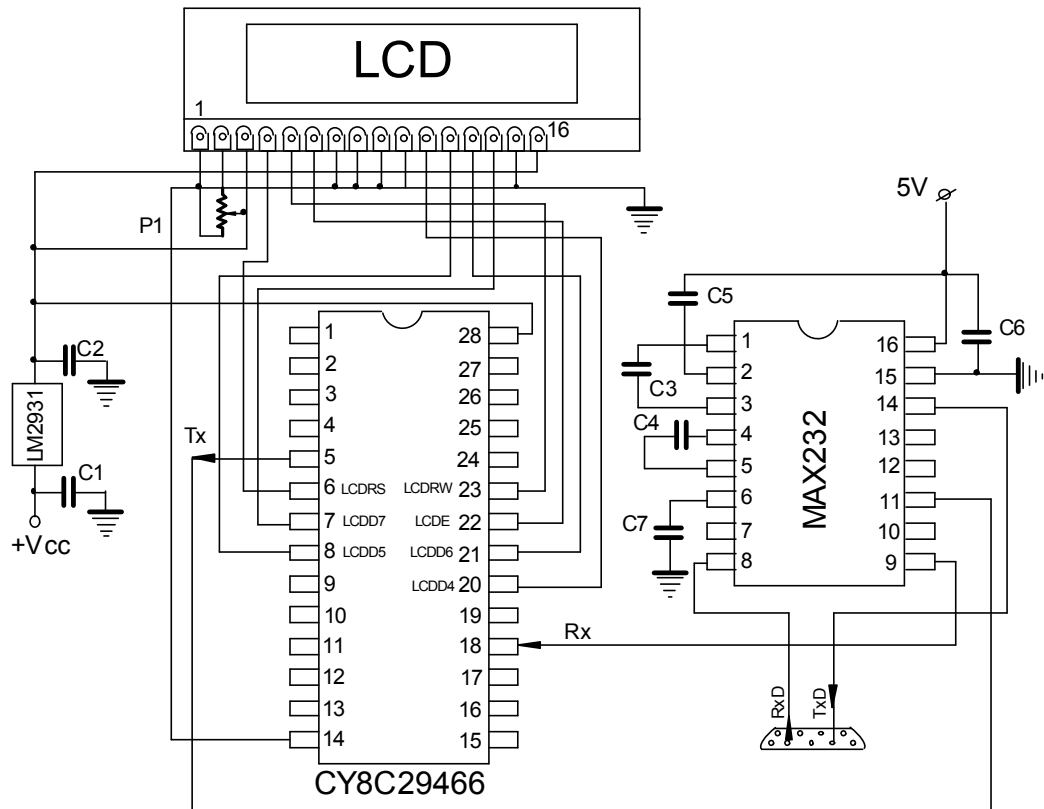 LCD
1
16
P1
5V
C5
C6
C2
LM2931
C1
+Vcc
Tx
1
2
3
4
5
6 LCDRS
7 LCDD7
8 LCDD5
9
10
11
12
13
14
28
27
26
25
24
LCDRW 23
LCDE 22
LCDD6 21
LCDD4 20
19
18
17
16
15
CY8C29466
Rx
C3
C4
C7
1
2
3
4
5
6
7
8
MAX232
16
15
14
13
12
11
10
9
RxD
TxD